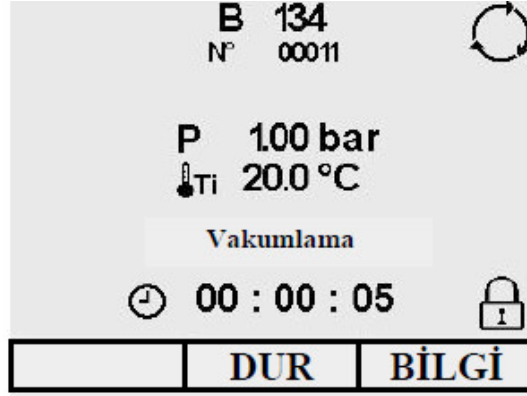 B 134
N° 00011
P 1.00 bar
Ti 20.0 °C
Vakumlama
00 : 00 : 05
DUR BİLGİ